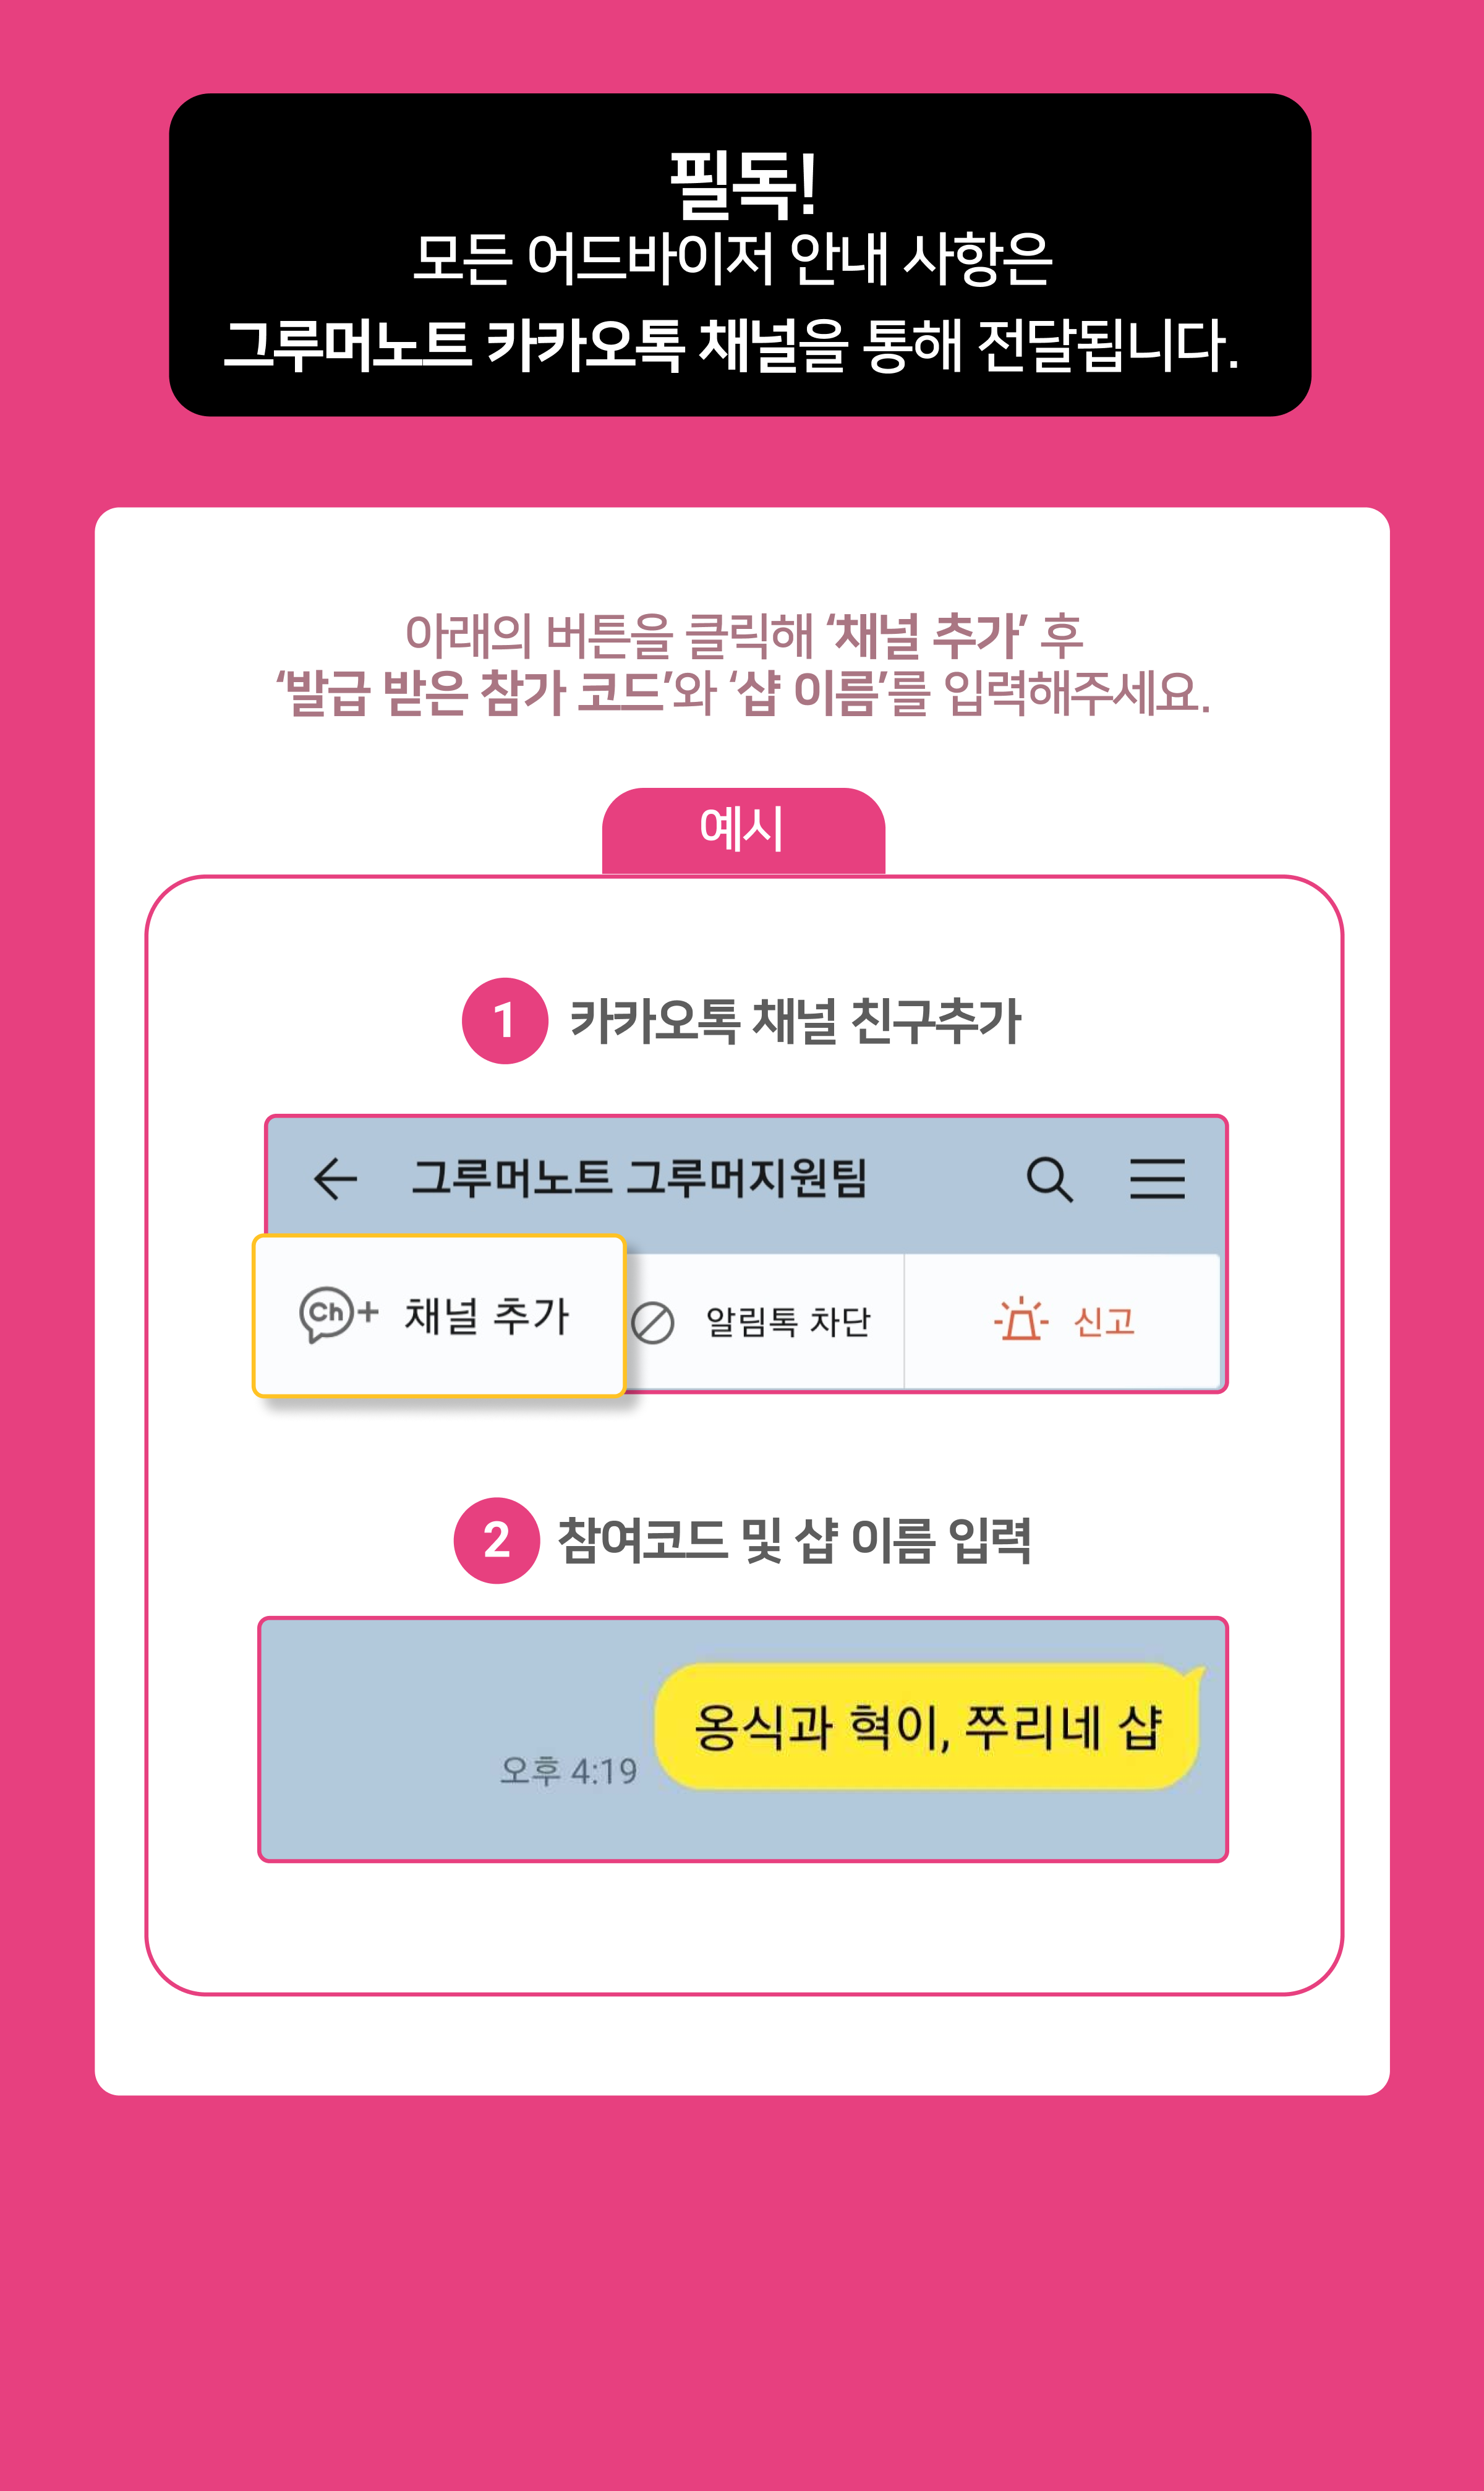 필독!
모든 어드바이저 안내 사항은
그루머노트 카카오톡 채널을 통해 전달됩니다.
아래의 버튼을 클릭해 ‘채널 추가’ 후
‘발급 받은 참가 코드’와 ‘샵 이름’를 입력해주세요.
예시
1 카카오톡 채널 친구추가
그루머노트 그루머지원팀
Ch+ 채널 추가 알림톡 차단 신고
2 참여코드 및 샵 이름 입력
옹식과 혁이, 쭈리네 샵
오후 4:19